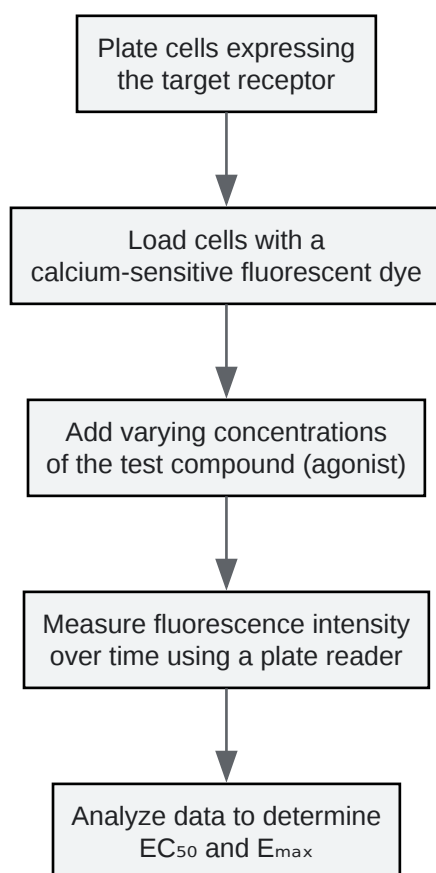 Plate cells expressing
the target receptor
Load cells with a
calcium-sensitive fluorescent dye
Add varying concentrations
of the test compound (agonist)
Measure fluorescence intensity
over time using a plate reader
Analyze data to determine
EC₅₀ and Eₘₐₓ